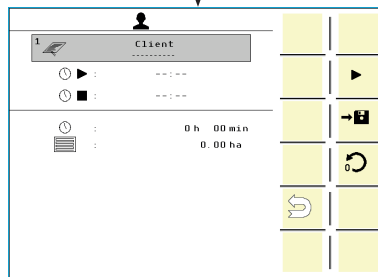 1 Client
----------
: --:--
: --:--
: 0 h 00 min
: 0.00 ha
0